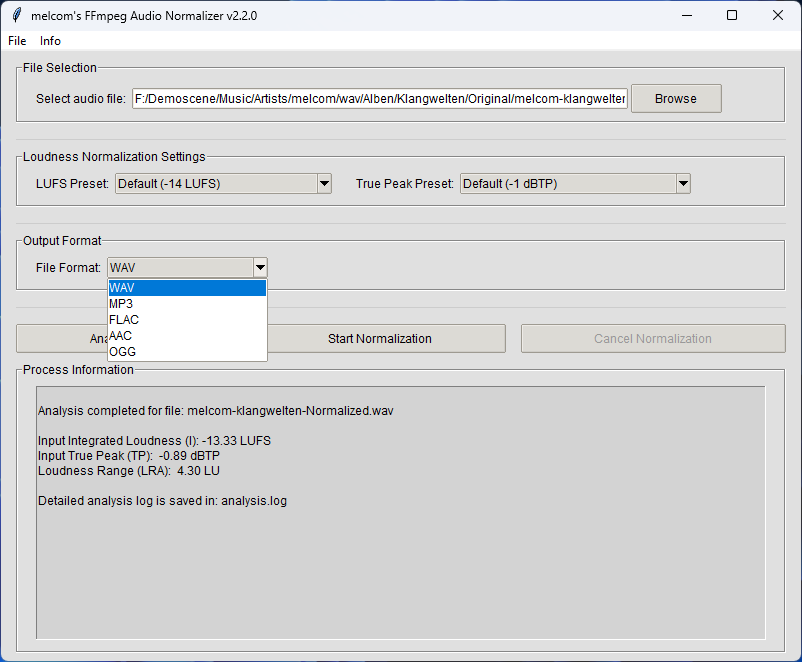 melcom's FFmpeg Audio Normalizer v2.2.0
File Info
File Selection
Select audio file: F:/Demoscene/Music/Artists/melcom/wav/Alben/Klangwelten/Original/melcom-klangwelten
Browse
Loudness Normalization Settings
LUFS Preset: Default (-14 LUFS) True Peak Preset: Default (-1 dBTP)
Output Format
File Format: WAV
WAV
MP3
FLAC
AAC
OGG
Start Normalization Cancel Normalization
Process Information
Analysis completed for file: melcom-klangwelten-Normalized.wav
Input Integrated Loudness (I): -13.33 LUFS
Input True Peak (TP): -0.89 dBTP
Loudness Range (LRA): 4.30 LU
Detailed analysis log is saved in: analysis.log